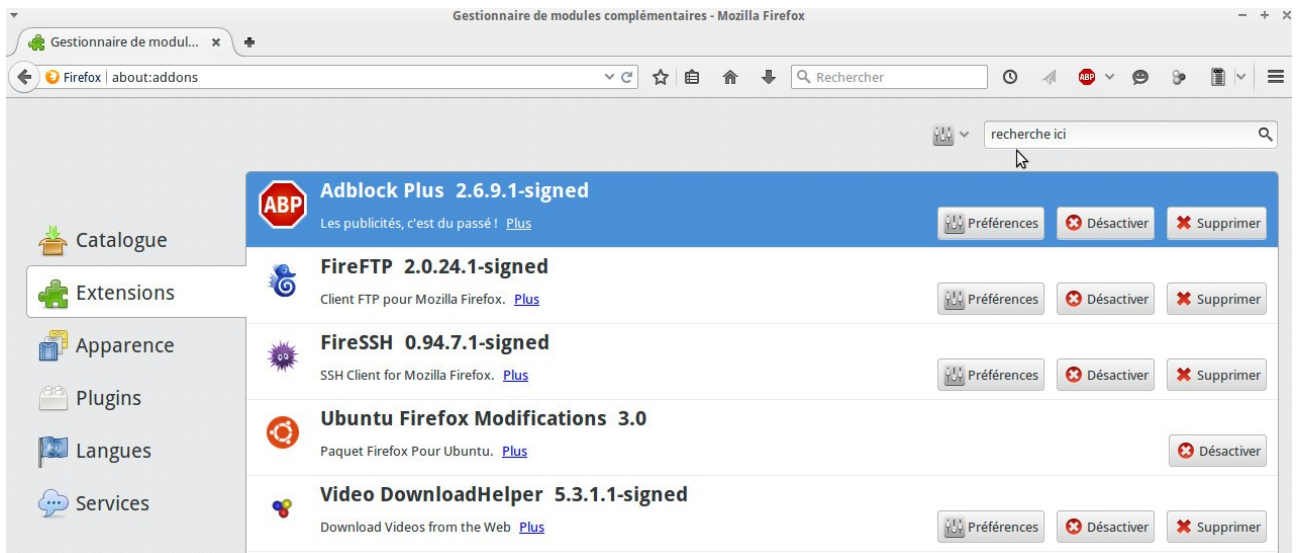 Gestionnaire de modules complémentaires - Mozilla Firefox
Gestionnaire de modul...
Firefox about:addons
Rechercher
ABP
recherche ici
Catalogue
Extensions
Apparence
Plugins
Langues
Services
ABP
Adblock Plus 2.6.9.1-signed
Les publicités, c'est du passé ! Plus
Préférences Désactiver Supprimer
FireFTP 2.0.24.1-signed
Client FTP pour Mozilla Firefox. Plus
Préférences Désactiver Supprimer
FireSSH 0.94.7.1-signed
SSH Client for Mozilla Firefox. Plus
Préférences Désactiver Supprimer
Ubuntu Firefox Modifications 3.0
Paquet Firefox Pour Ubuntu. Plus
Désactiver
Video DownloadHelper 5.3.1.1-signed
Download Videos from the Web Plus
Préférences Désactiver Supprimer